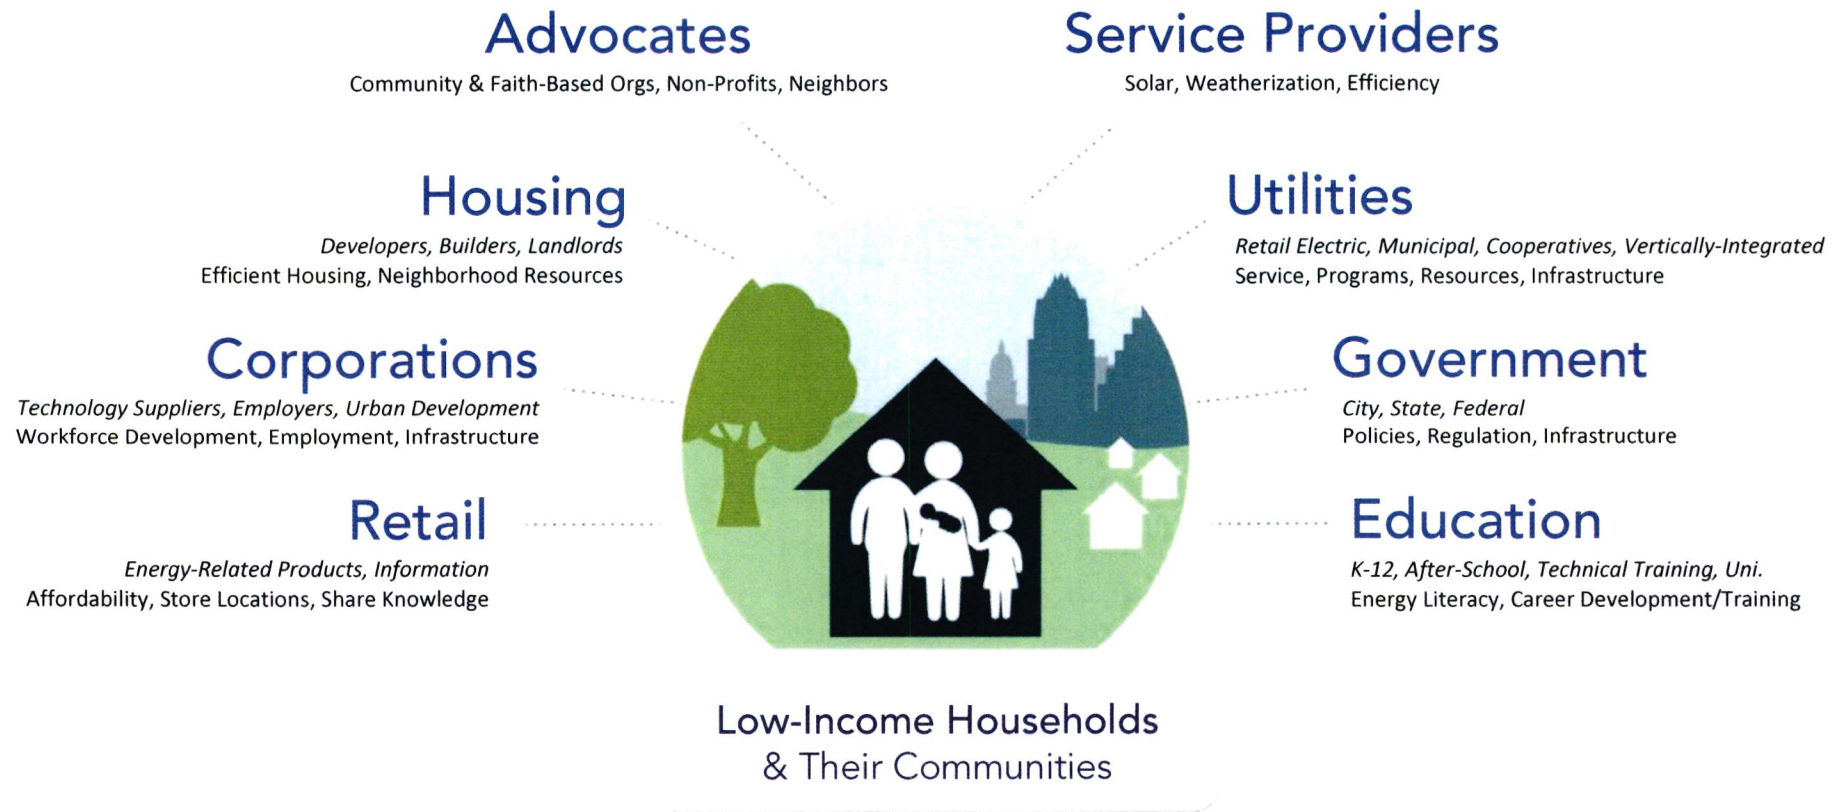 Advocates
Community & Faith-Based Orgs, Non-Profits, Neighbors
Service Providers
Solar, Weatherization, Efficiency
Housing
Developers, Builders, Landlords
Efficient Housing, Neighborhood Resources
Utilities
Retail Electric, Municipal, Cooperatives, Vertically-Integrated
Service, Programs, Resources, Infrastructure
Corporations
Technology Suppliers, Employers, Urban Development
Workforce Development, Employment, Infrastructure
Government
City, State, Federal
Policies, Regulation, Infrastructure
Retail
Energy-Related Products, Information
Affordability, Store Locations, Share Knowledge
Education
K-12, After-School, Technical Training, Uni.
Energy Literacy, Career Development/Training
Low-Income Households
& Their Communities